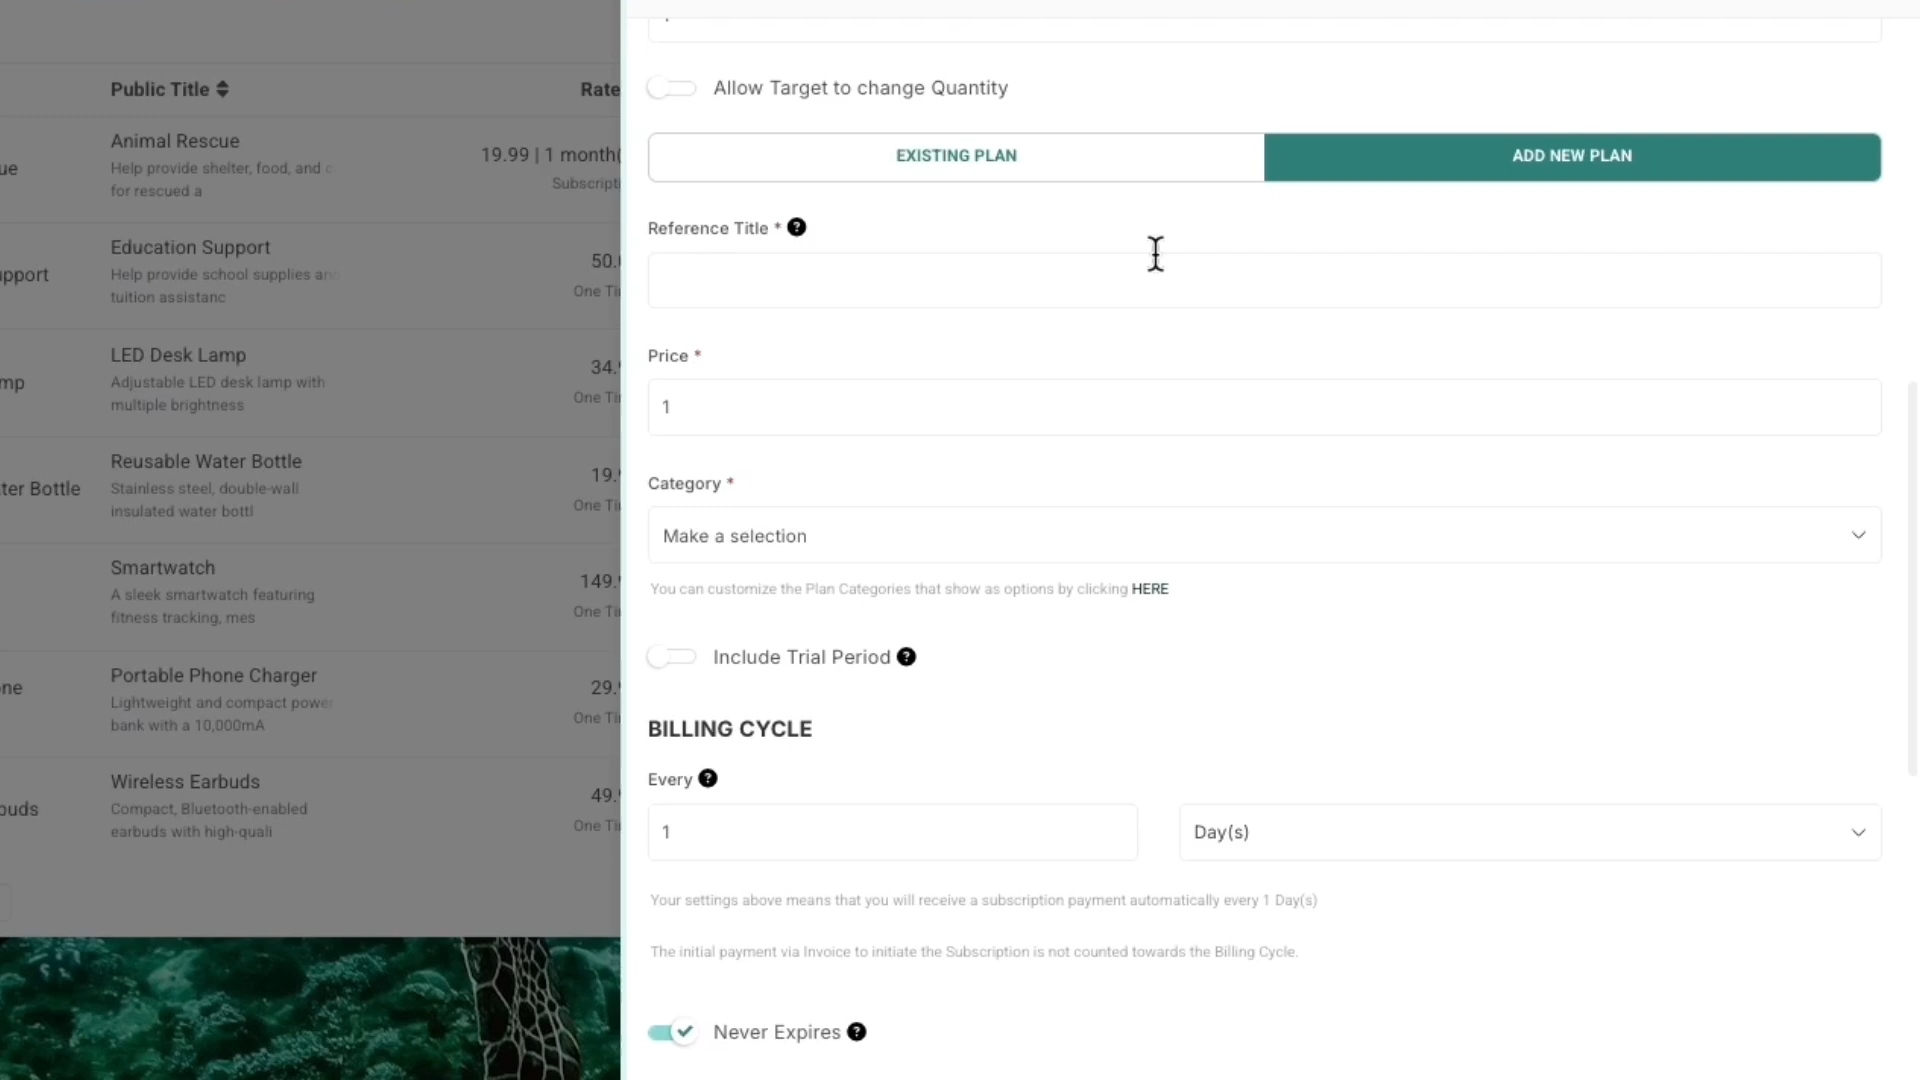 Public Title
Rate
Animal Rescue
Help provide shelter, food, and
for rescued a
19.99 | 1 month(
Subscripti
ue
Education Support
Help provide school supplies and
tuition assistanc
50.
One Ti
pport
LED Desk Lamp
Adjustable LED desk lamp with
multiple brightness
34.
One Ti
mp
Reusable Water Bottle
Stainless steel, double-wall
insulated water bottl
19.
One Ti
ter Bottle
Smartwatch
A sleek smartwatch featuring
fitness tracking, mes
149.
One Ti
Portable Phone Charger
Lightweight and compact power
bank with a 10,000mA
29.
One Ti
ne
Wireless Earbuds
Compact, Bluetooth-enabled
earbuds with high-quali
49.
One Ti
buds
Allow Target to change Quantity
EXISTING PLAN
ADD NEW PLAN
Reference Title * ?
Price *
1
Category *
Make a selection
You can customize the Plan Categories that show as options by clicking HERE
Include Trial Period ?
BILLING CYCLE
Every ?
1
Day(s)
Your settings above means that you will receive a subscription payment automatically every 1 Day(s)
The initial payment via Invoice to initiate the Subscription is not counted towards the Billing Cycle.
Never Expires ?